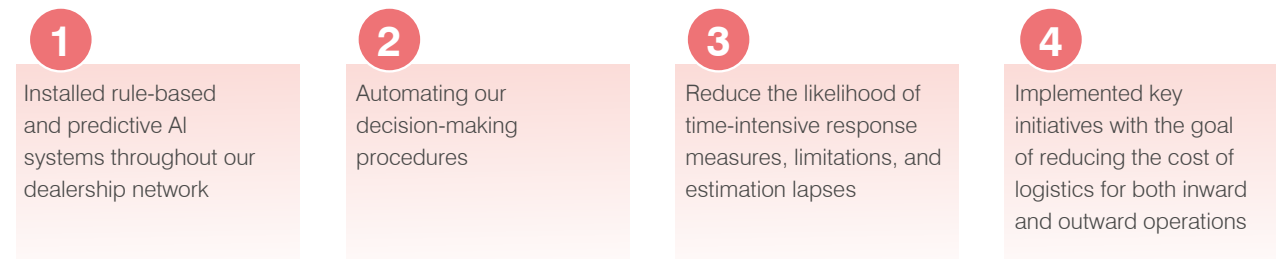 1
Installed rule-based
and predictive AI
systems throughout our
dealership network
2
Automating our
decision-making
procedures
3
Reduce the likelihood of
time-intensive response
measures, limitations, and
estimation lapses
4
Implemented key
initiatives with the goal
of reducing the cost of
logistics for both inward
and outward operations